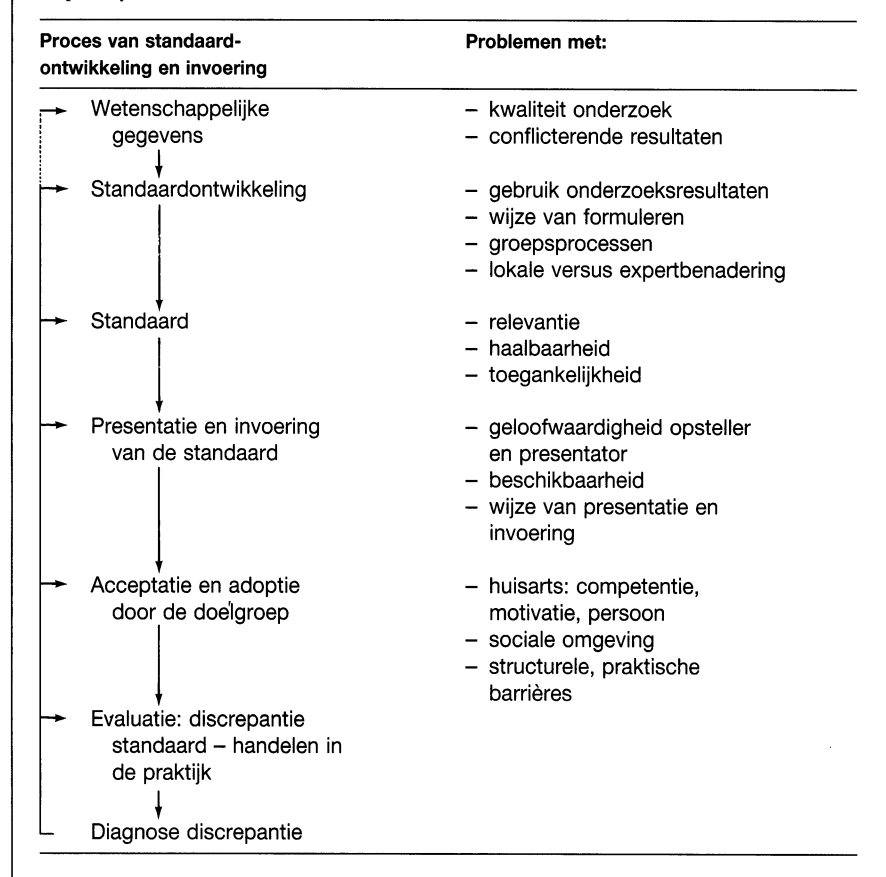 Proces van standaard-
ontwikkeling en invoering
Problemen met:
Wetenschappelijke
gegevens
– kwaliteit onderzoek
– conflicterende resultaten
Standaardontwikkeling
– gebruik onderzoeksresultaten
– wijze van formuleren
– groepsprocessen
– lokale versus expertbenadering
Standaard
– relevantie
– haalbaarheid
– toegankelijkheid
Presentatie en invoering
van de standaard
– geloofwaardigheid opsteller
en presentator
– beschikbaarheid
– wijze van presentatie en
invoering
Acceptatie en adoptie
door de doelgroep
– huisarts: competentie,
motivatie, persoon
– sociale omgeving
– structurele, praktische
barrières
Evaluatie: discrepantie
standaard – handelen in
de praktijk
Diagnose discrepantie